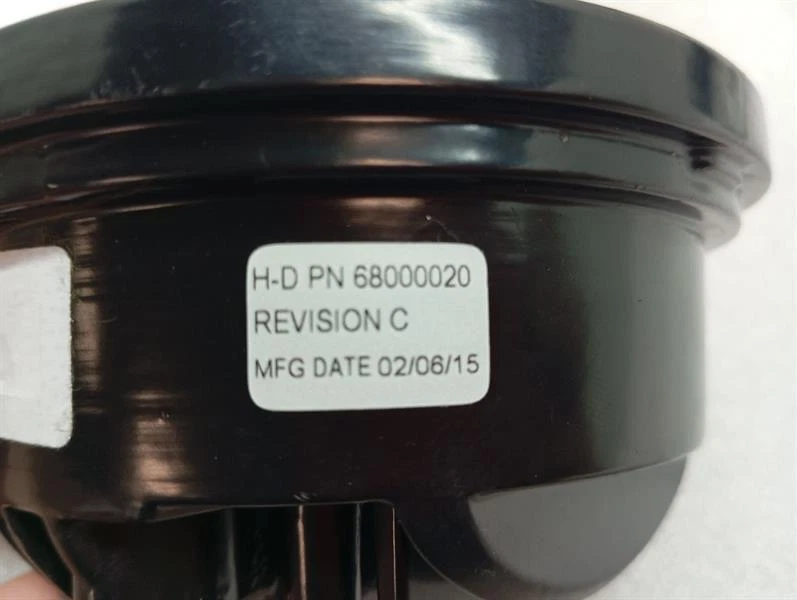 H-D PN 68000020
REVISION C
MFG DATE 02/06/15